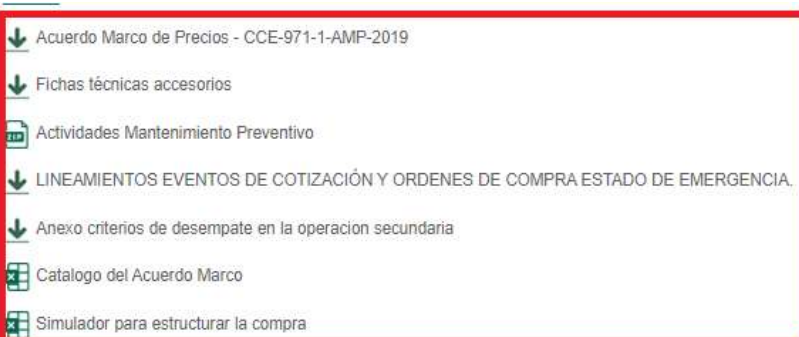 Acuerdo Marco de Precios - CCE-971-1-AMP-2019
Fichas técnicas accesorios
ZIP Actividades Mantenimiento Preventivo
LINEAMIENTOS EVENTOS DE COTIZACIÓN Y ORDENES DE COMPRA ESTADO DE EMERGENCIA.
Anexo criterios de desempate en la operacion secundaria
Catalogo del Acuerdo Marco
Simulador para estructurar la compra